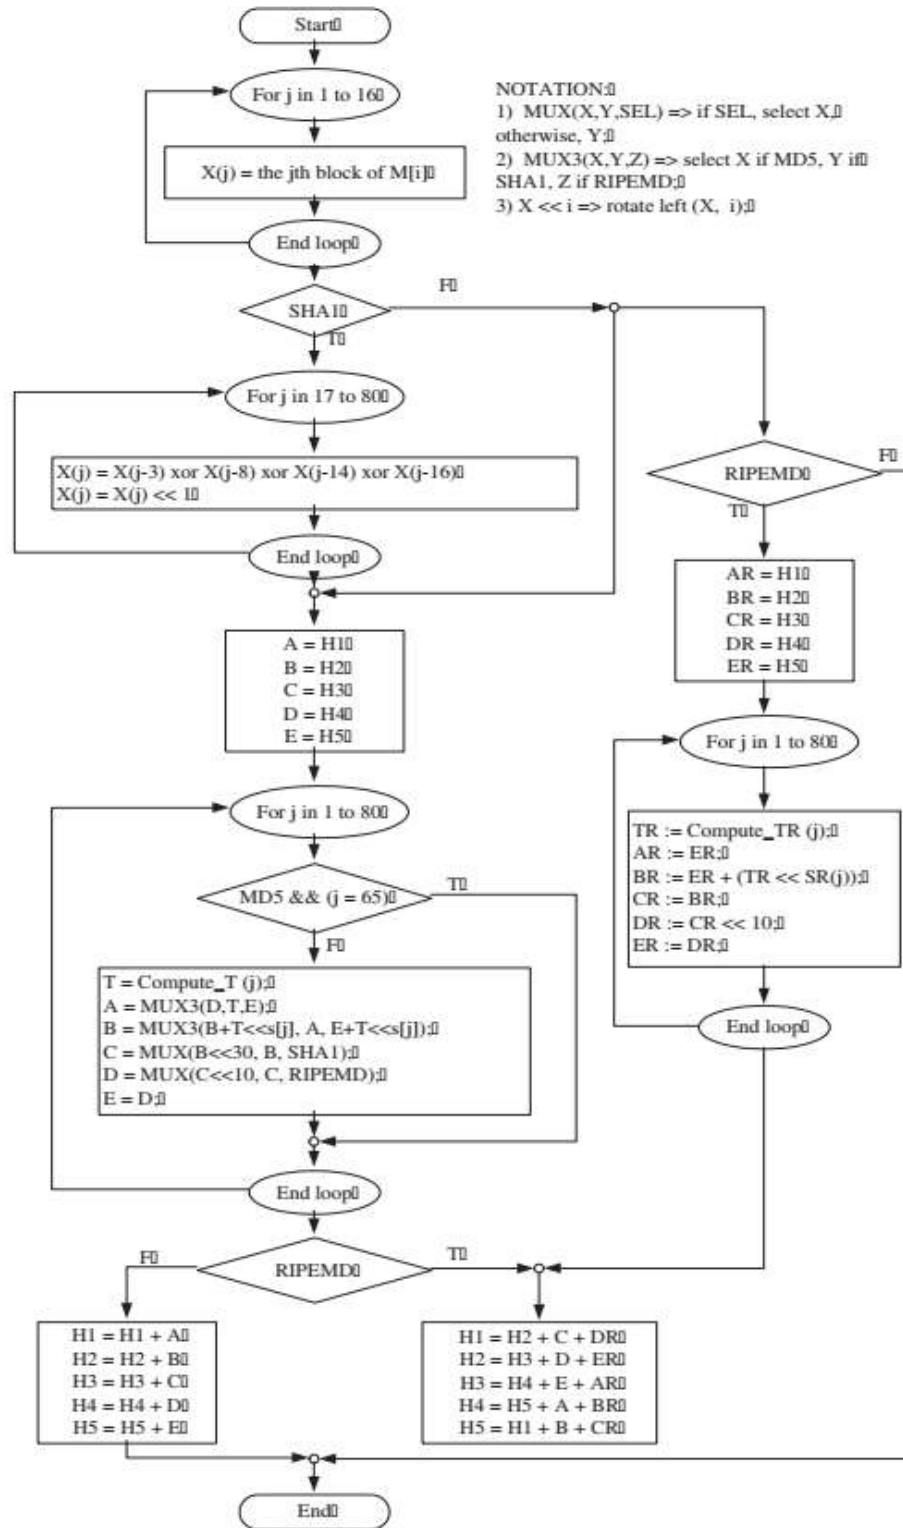 Start
For j in 1 to 16
NOTATION:
1) MUX(X,Y,SEL) => if SEL, select X,
otherwise, Y;
2) MUX3(X,Y,Z) => select X if MD5, Y if
SHA1, Z if RIPEMD;
3) X << i => rotate left (X, i);
X(j) = the jth block of M[i]
End loop
SHA1
F
T
For j in 17 to 80
X(j) = X(j-3) xor X(j-8) xor X(j-14) xor X(j-16)
X(j) = X(j) << 1
End loop
RIPEMD
F
T
AR = H1
BR = H2
CR = H3
DR = H4
ER = H5
A = H1
B = H2
C = H3
D = H4
E = H5
For j in 1 to 80
For j in 1 to 80
TR := Compute_TR (j);
AR := ER;
BR := ER + (TR << SR(j));
CR := BR;
DR := CR << 10;
ER := DR;
MD5 && (j = 65)
T
F
T = Compute_T (j);
A = MUX3(D,T,E);
B = MUX3(B+T<<s[j], A, E+T<<s[j]);
C = MUX(B<<30, B, SHA1);
D = MUX(C<<10, C, RIPEMD);
E = D;
End loop
End loop
RIPEMD
F
T
H1 = H1 + A
H2 = H2 + B
H3 = H3 + C
H4 = H4 + D
H5 = H5 + E
H1 = H2 + C + DR
H2 = H3 + D + ER
H3 = H4 + E + AR
H4 = H5 + A + BR
H5 = H1 + B + CR
End